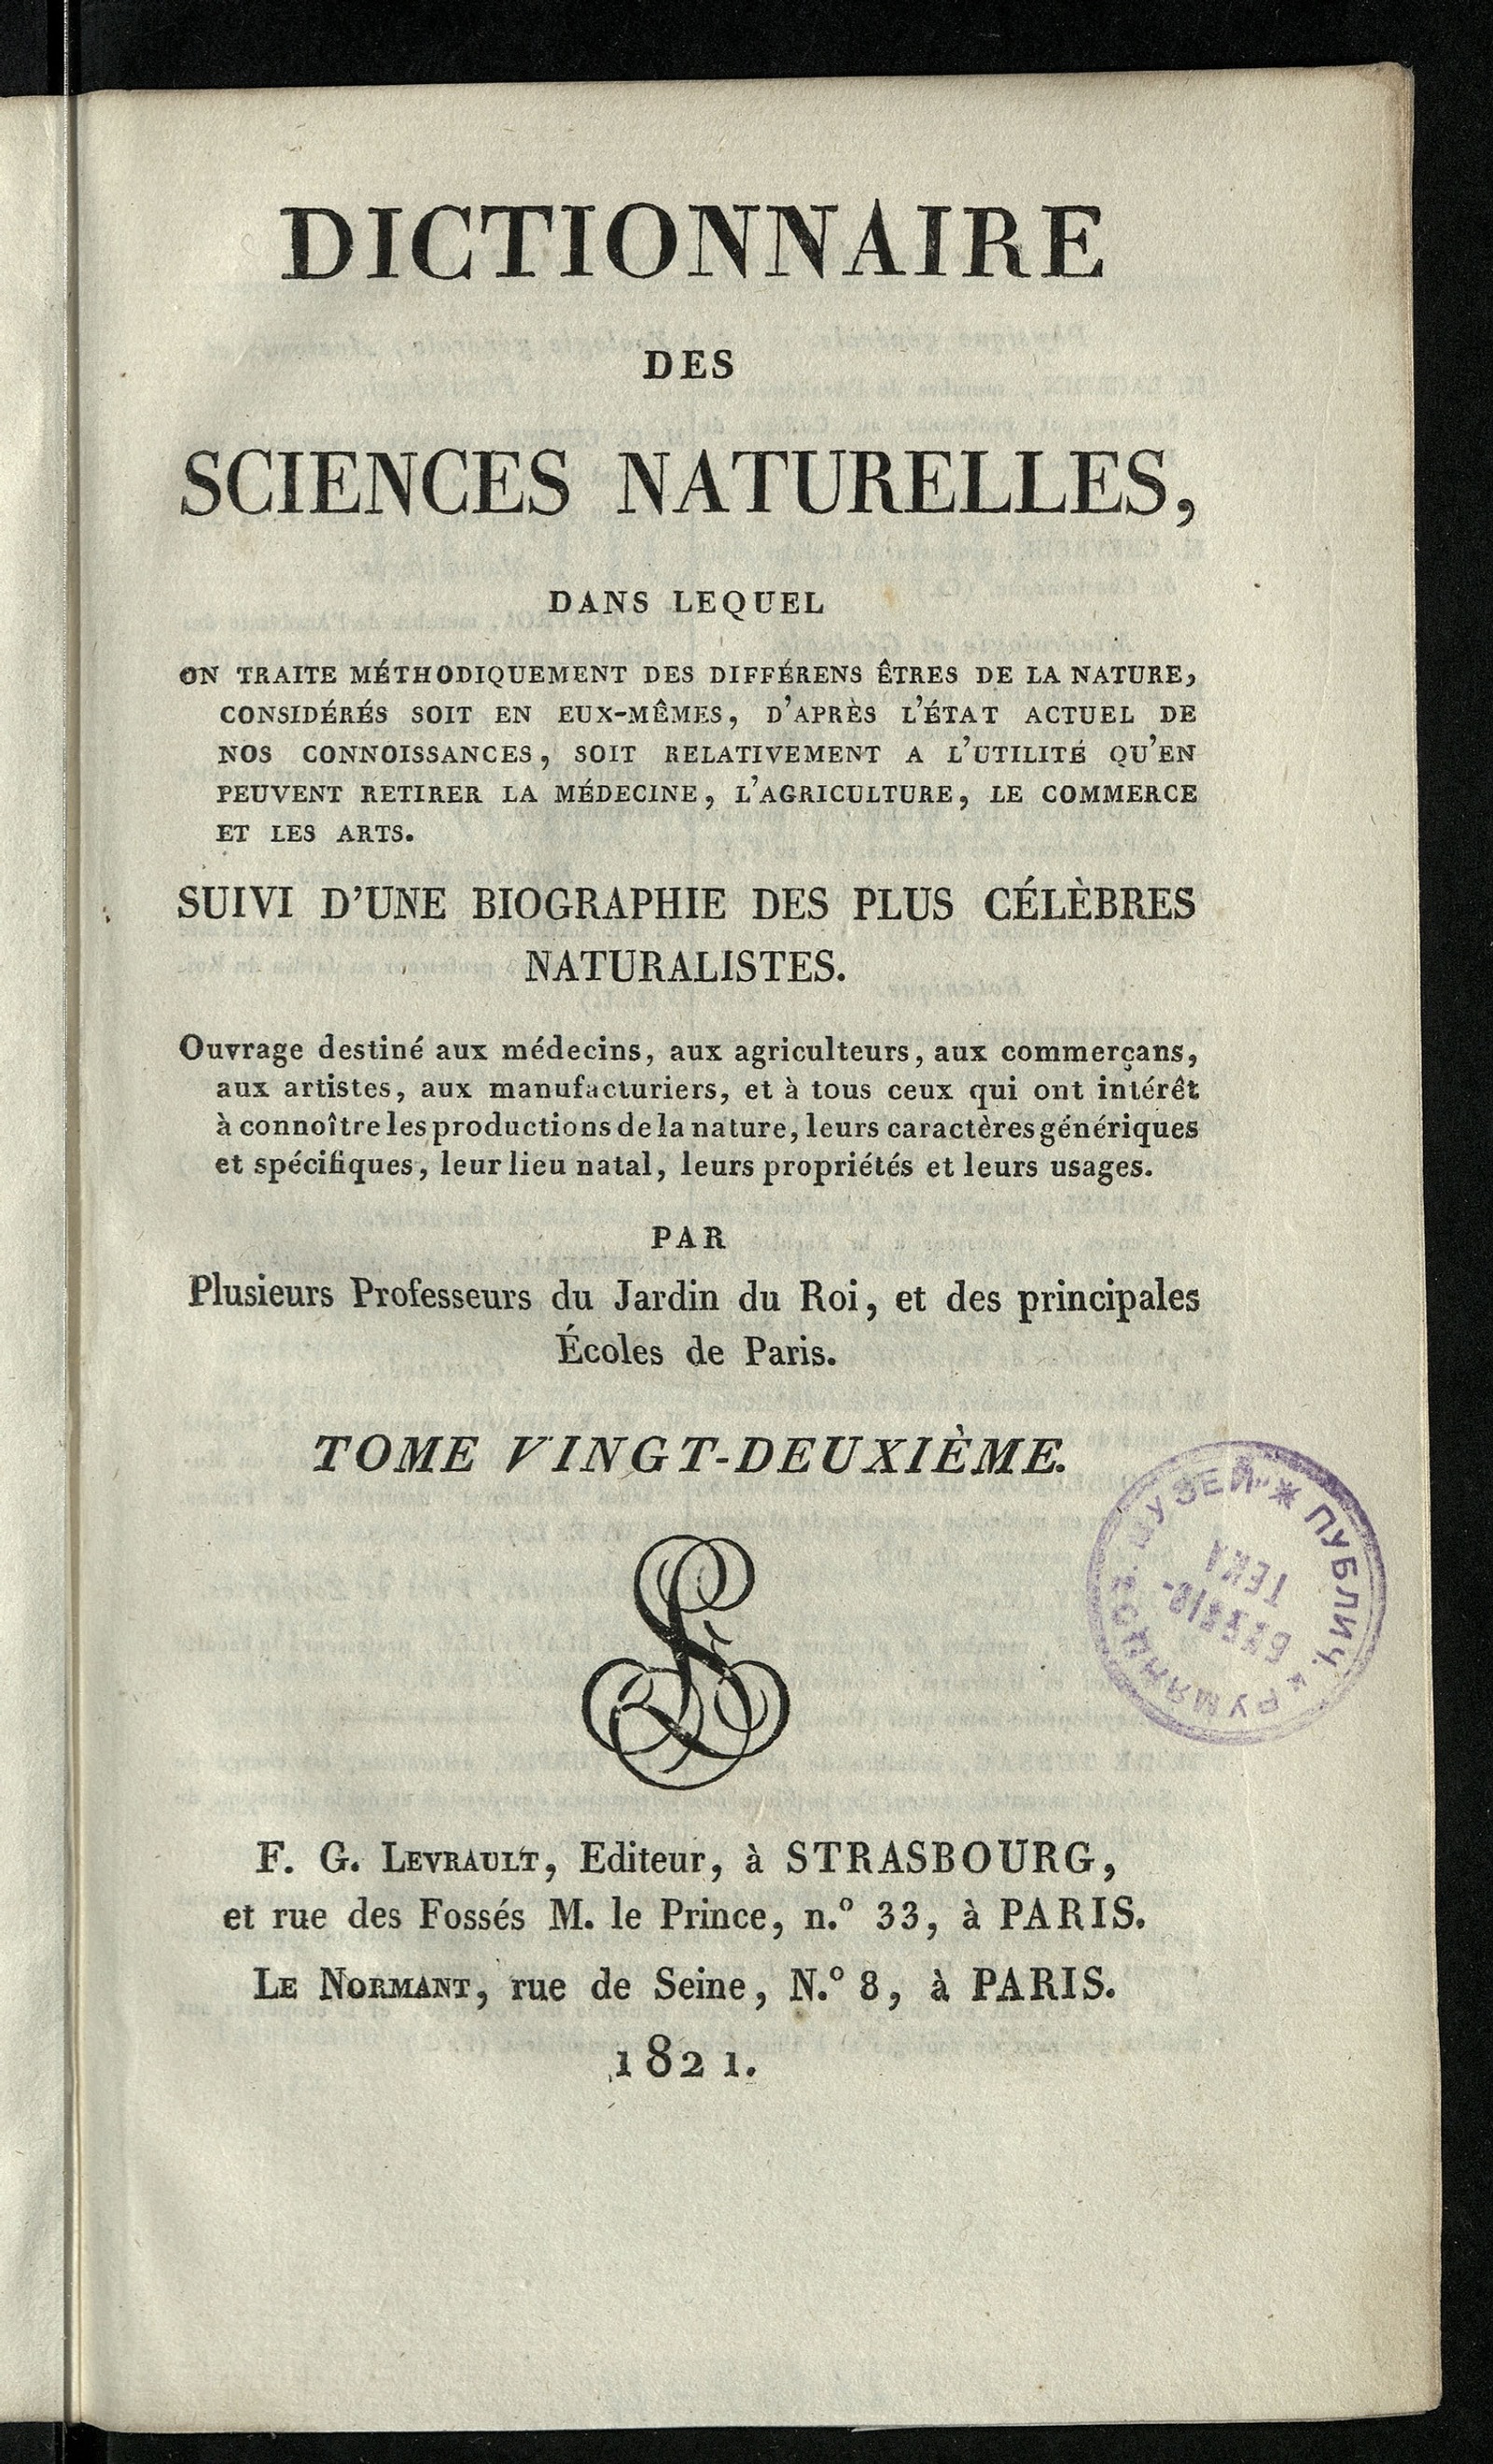 DICTIONNAIRE
DES
SCIENCES NATURELLES,
DANS LEQUEL
ON TRAITE MÉTHODIQUEMENT DES DIFFÉRENS ÊTRES DE LA NATURE,
CONSIDÉRÉS SOIT EN EUX-MÊMES, D'APRÈS L'ÉTAT ACTUEL DE
NOS CONNOISSANCES, SOIT RELATIVEMENT A L'UTILITÉ QU'EN
PEUVENT RETIRER LA MÉDECINE, L'AGRICULTURE, LE COMMERCE
ET LES ARTS.
SUIVI D'UNE BIOGRAPHIE DES PLUS CÉLÈBRES
NATURALISTES.
Ouvrage destiné aux médecins, aux agriculteurs, aux commerçans,
aux artistes, aux manufacturiers, et à tous ceux qui ont intérêt
à connoître les productions de la nature, leurs caractères génériques
et spécifiques, leur lieu natal, leurs propriétés et leurs usages.
PAR
Plusieurs Professeurs du Jardin du Roi, et des principales
Écoles de Paris.
TOME VINGT-DEUXIÈME.
МУЗЕЙ ПУБЛИЧ.
РУМЯНЦОВ.
F. G. LEVRAULT, Editeur, à STRASBOURG,
et rue des Fossés M. le Prince, n.º 33, à PARIS.
LE NORMANT, rue de Seine, N.º 8, à PARIS.
1821.